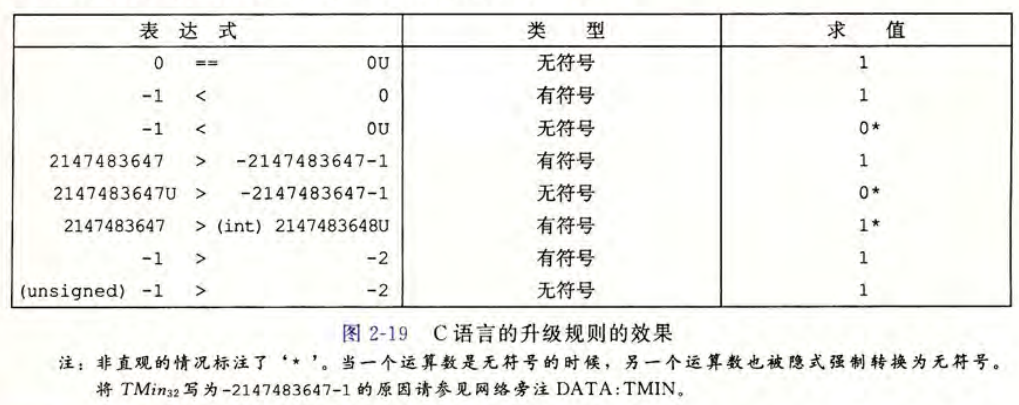 表 达 式 类 型 求 值
0 == 0U 无符号 1
-1 < 0 有符号 1
-1 < 0U 无符号 0*
2147483647 > -2147483647-1 有符号 1
2147483647U > -2147483647-1 无符号 0*
2147483647 > (int) 2147483648U 有符号 1*
-1 > -2 有符号 1
(unsigned) -1 > -2 无符号 1
图 2-19 C 语言的升级规则的效果
注：非直观的情况标注了‘*’。当一个运算数是无符号的时候，另一个运算数也被隐式强制转换为无符号。
将 TMin₃₂写为-2147483647-1 的原因请参见网络旁注 DATA:TMIN。